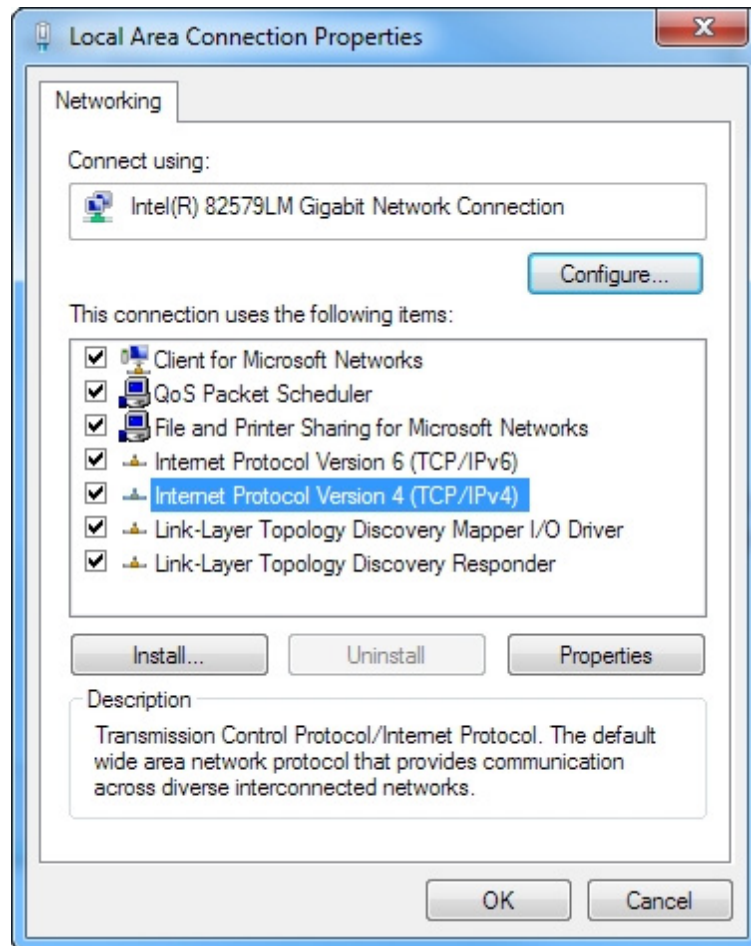 Local Area Connection Properties
Networking
Connect using:
Intel(R) 82579LM Gigabit Network Connection
Configure...
This connection uses the following items:
Client for Microsoft Networks
QoS Packet Scheduler
File and Printer Sharing for Microsoft Networks
Internet Protocol Version 6 (TCP/IPv6)
Internet Protocol Version 4 (TCP/IPv4)
Link-Layer Topology Discovery Mapper I/O Driver
Link-Layer Topology Discovery Responder
Install... Uninstall Properties
Description
Transmission Control Protocol/Internet Protocol. The default
wide area network protocol that provides communication
across diverse interconnected networks.
OK Cancel